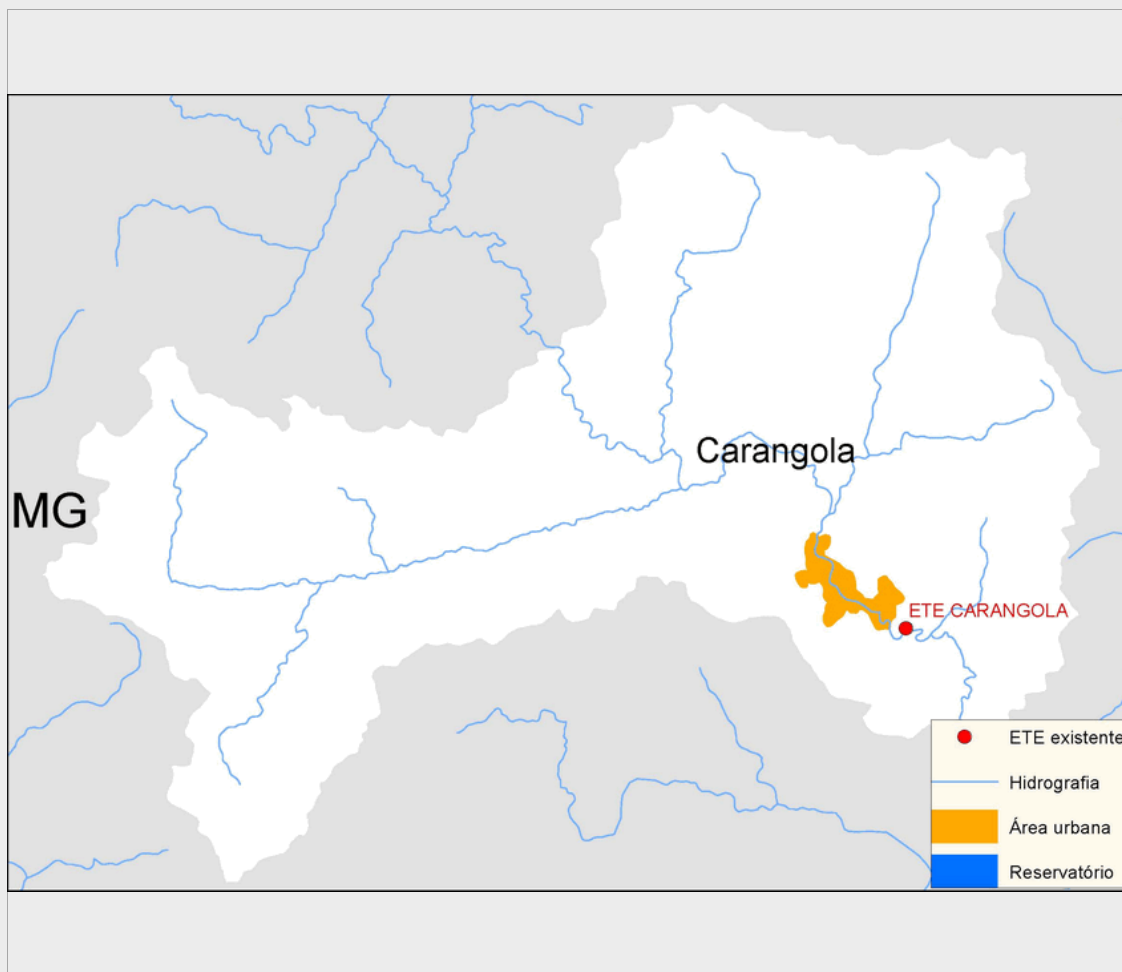 Carangola
MG
ETE CARANGOLA
ETE existente
Hidrografia
Área urbana
Reservatório